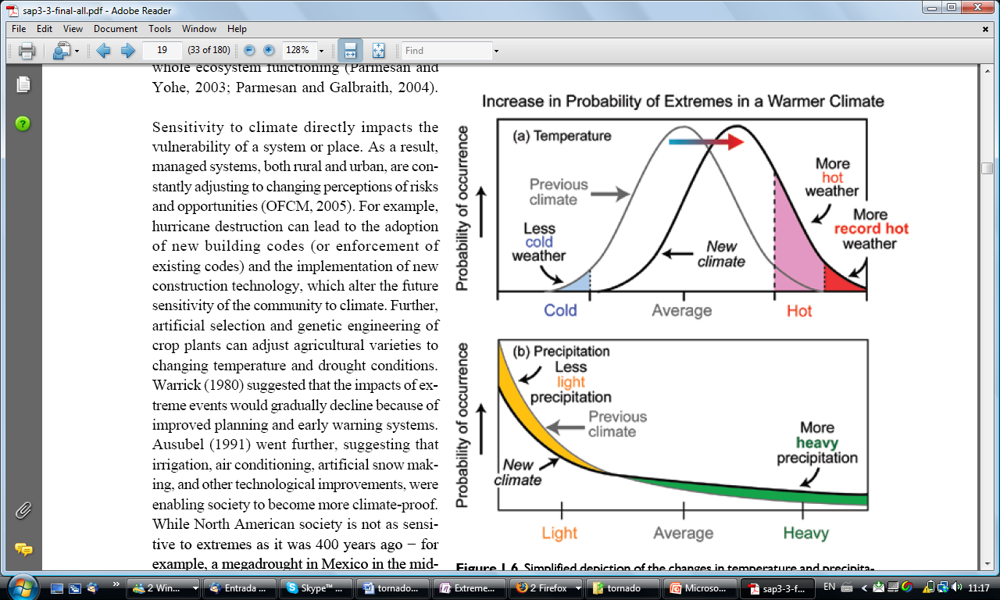 sap3-3-final-all.pdf - Adobe Reader
File Edit View Document Tools Window Help
19 (33 of 180) 128% Find
whole ecosystem functioning (Parmesan and
Yohe, 2003; Parmesan and Galbraith, 2004).
Sensitivity to climate directly impacts the
vulnerability of a system or place. As a result,
managed systems, both rural and urban, are con-
stantly adjusting to changing perceptions of risks
and opportunities (OFCM, 2005). For example,
hurricane destruction can lead to the adoption
of new building codes (or enforcement of
existing codes) and the implementation of new
construction technology, which alter the future
sensitivity of the community to climate. Further,
artificial selection and genetic engineering of
crop plants can adjust agricultural varieties to
changing temperature and drought conditions.
Warrick (1980) suggested that the impacts of ex-
treme events would gradually decline because of
improved planning and early warning systems.
Ausubel (1991) went further, suggesting that
irrigation, air conditioning, artificial snow mak-
ing, and other technological improvements, were
enabling society to become more climate-proof.
While North American society is not as sensi-
tive to extremes as it was 400 years ago − for
example, a megadrought in Mexico in the mid-
Increase in Probability of Extremes in a Warmer Climate
Probability of occurrence
(a) Temperature
Previous
climate
Less
cold
weather
New
climate
More
hot
weather
More
record hot
weather
Cold Average Hot
Probability of occurrence
(b) Precipitation
Less
light
precipitation
Previous
climate
New
climate
More
heavy
precipitation
Light Average Heavy
Figure 1.6 Simplified depiction of the changes in temperature and precipita-
2 Win... Entrada ... Skype™ ... tornado... Extreme... 2 Firefox tornado Microso... sap3-3-f... EN 11:17